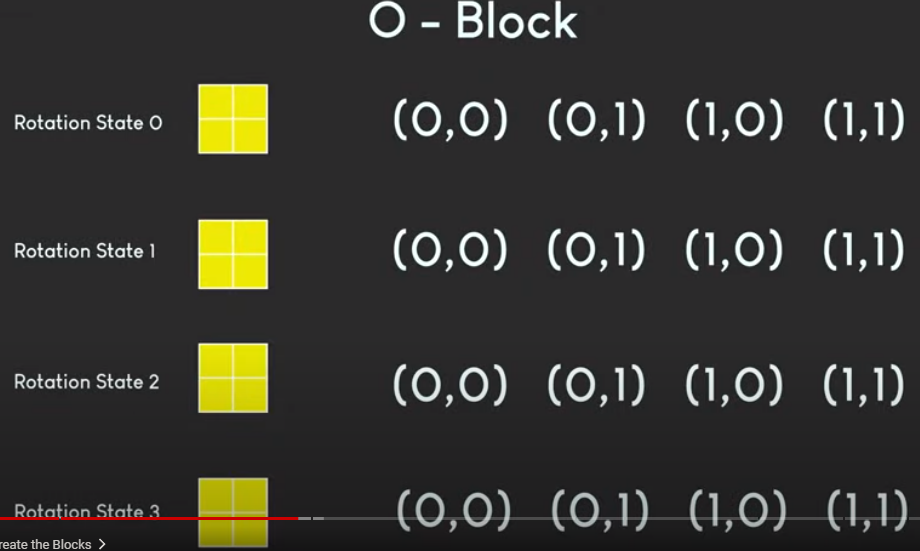 O - Block
Rotation State 0 (0,0) (0,1) (1,0) (1,1)
Rotation State 1 (0,0) (0,1) (1,0) (1,1)
Rotation State 2 (0,0) (0,1) (1,0) (1,1)
Rotation State 3 (0,0) (0,1) (1,0) (1,1)
reate the Blocks >